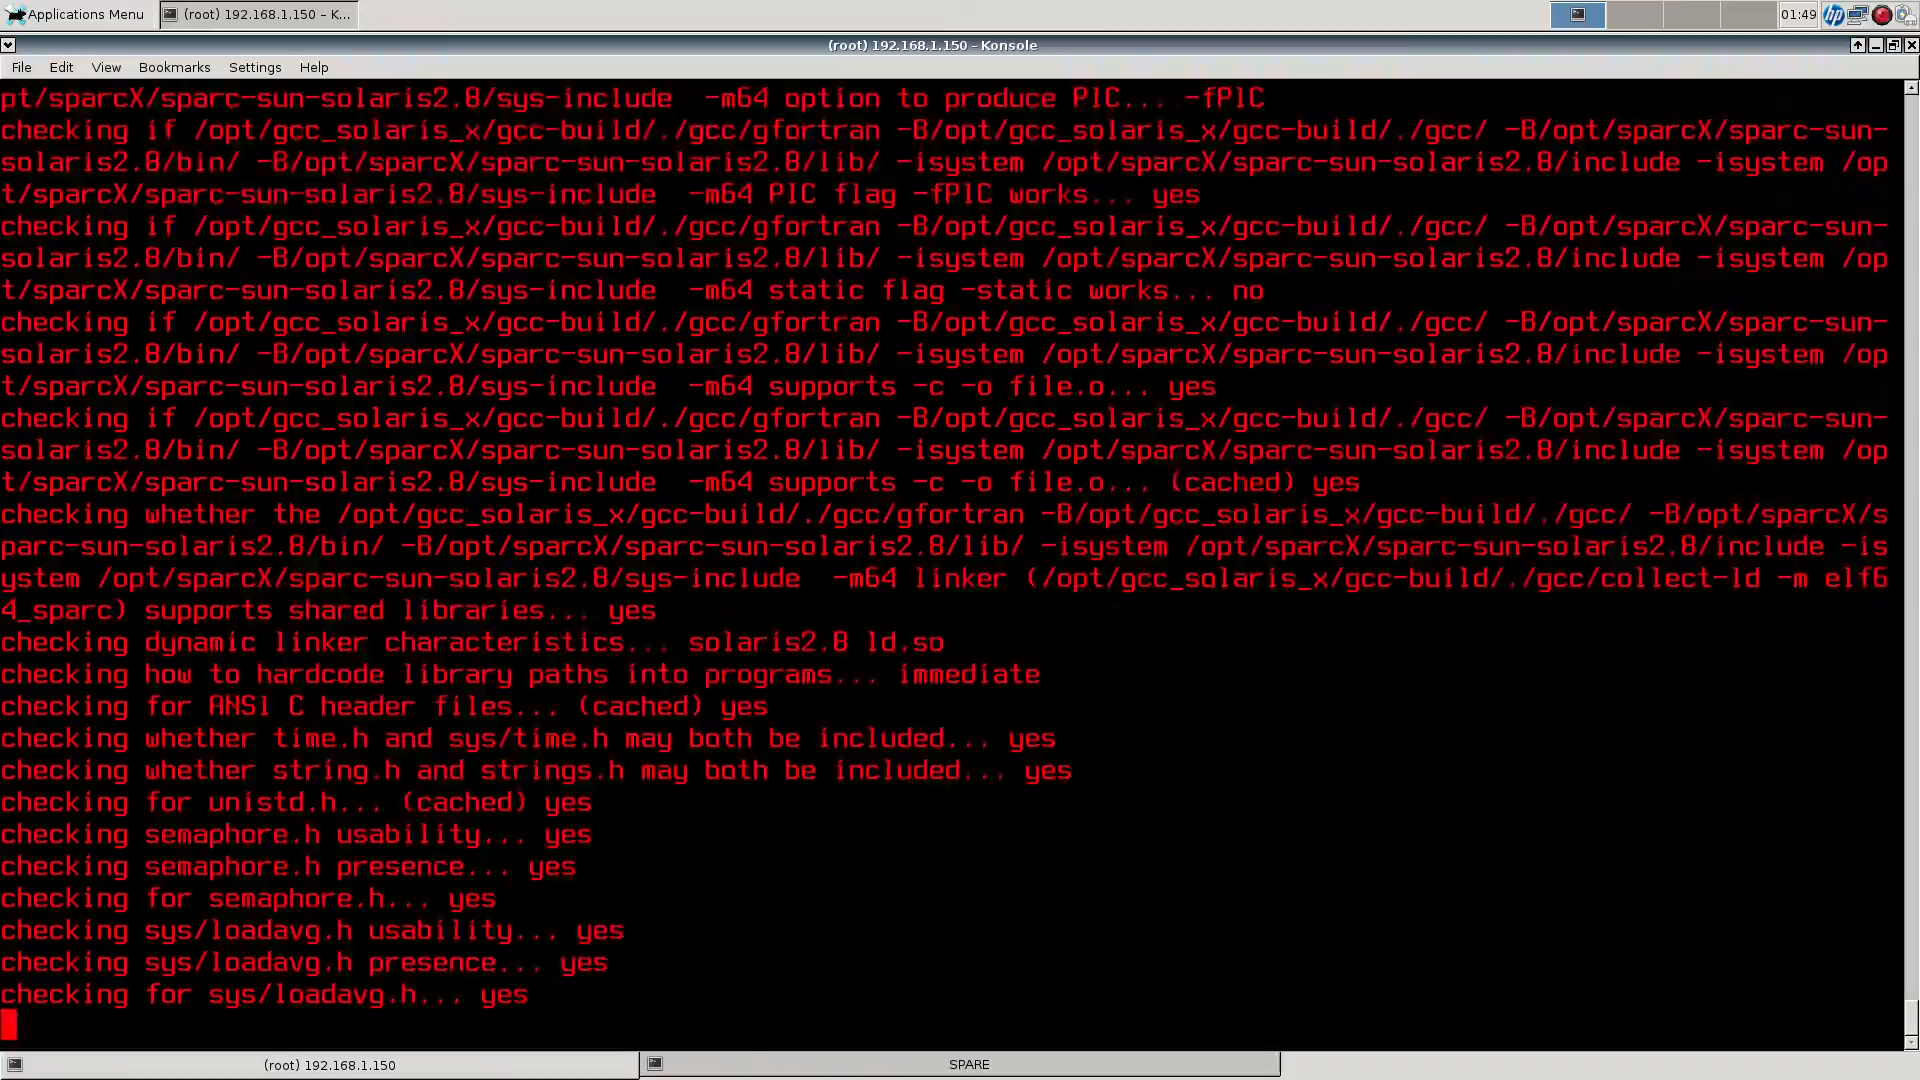 Applications Menu
(root) 192.168.1.150 – K...
01:49
(root) 192.168.1.150 – Konsole
File Edit View Bookmarks Settings Help
pt/sparcX/sparc-sun-solaris2.8/sys-include  -m64 option to produce PIC... -fPIC
checking if /opt/gcc_solaris_x/gcc-build/./gcc/gfortran -B/opt/gcc_solaris_x/gcc-build/./gcc/ -B/opt/sparcX/sparc-sun-
solaris2.8/bin/ -B/opt/sparcX/sparc-sun-solaris2.8/lib/ -isystem /opt/sparcX/sparc-sun-solaris2.8/include -isystem /op
t/sparcX/sparc-sun-solaris2.8/sys-include  -m64 PIC flag -fPIC works... yes
checking if /opt/gcc_solaris_x/gcc-build/./gcc/gfortran -B/opt/gcc_solaris_x/gcc-build/./gcc/ -B/opt/sparcX/sparc-sun-
solaris2.8/bin/ -B/opt/sparcX/sparc-sun-solaris2.8/lib/ -isystem /opt/sparcX/sparc-sun-solaris2.8/include -isystem /op
t/sparcX/sparc-sun-solaris2.8/sys-include  -m64 static flag -static works... no
checking if /opt/gcc_solaris_x/gcc-build/./gcc/gfortran -B/opt/gcc_solaris_x/gcc-build/./gcc/ -B/opt/sparcX/sparc-sun-
solaris2.8/bin/ -B/opt/sparcX/sparc-sun-solaris2.8/lib/ -isystem /opt/sparcX/sparc-sun-solaris2.8/include -isystem /op
t/sparcX/sparc-sun-solaris2.8/sys-include  -m64 supports -c -o file.o... yes
checking if /opt/gcc_solaris_x/gcc-build/./gcc/gfortran -B/opt/gcc_solaris_x/gcc-build/./gcc/ -B/opt/sparcX/sparc-sun-
solaris2.8/bin/ -B/opt/sparcX/sparc-sun-solaris2.8/lib/ -isystem /opt/sparcX/sparc-sun-solaris2.8/include -isystem /op
t/sparcX/sparc-sun-solaris2.8/sys-include  -m64 supports -c -o file.o... (cached) yes
checking whether the /opt/gcc_solaris_x/gcc-build/./gcc/gfortran -B/opt/gcc_solaris_x/gcc-build/./gcc/ -B/opt/sparcX/s
parc-sun-solaris2.8/bin/ -B/opt/sparcX/sparc-sun-solaris2.8/lib/ -isystem /opt/sparcX/sparc-sun-solaris2.8/include -is
ystem /opt/sparcX/sparc-sun-solaris2.8/sys-include  -m64 linker (/opt/gcc_solaris_x/gcc-build/./gcc/collect-ld -m elf6
4_sparc) supports shared libraries... yes
checking dynamic linker characteristics... solaris2.8 ld.so
checking how to hardcode library paths into programs... immediate
checking for ANSI C header files... (cached) yes
checking whether time.h and sys/time.h may both be included... yes
checking whether string.h and strings.h may both be included... yes
checking for unistd.h... (cached) yes
checking semaphore.h usability... yes
checking semaphore.h presence... yes
checking for semaphore.h... yes
checking sys/loadavg.h usability... yes
checking sys/loadavg.h presence... yes
checking for sys/loadavg.h... yes
(root) 192.168.1.150
SPARE